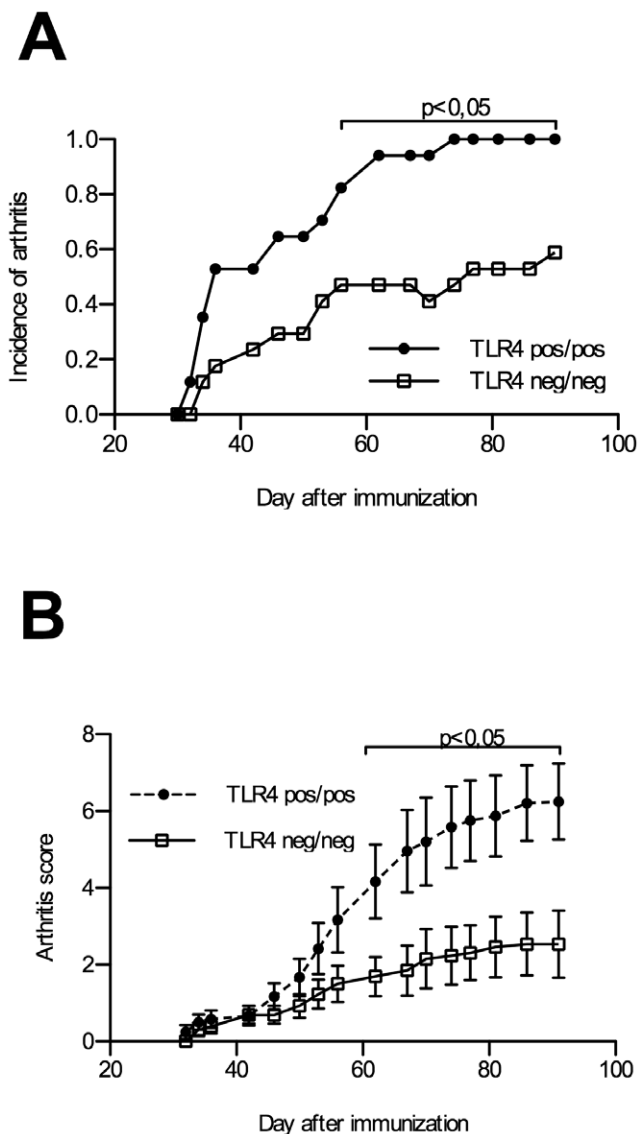 A
p<0,05
1.0
0.8
0.6
0.4
0.2
0.0
Incidence of arthritis
TLR4 pos/pos
TLR4 neg/neg
20 40 60 80 100
Day after immunization
B
p<0,05
8
6
4
2
0
Arthritis score
TLR4 pos/pos
TLR4 neg/neg
20 40 60 80 100
Day after immunization